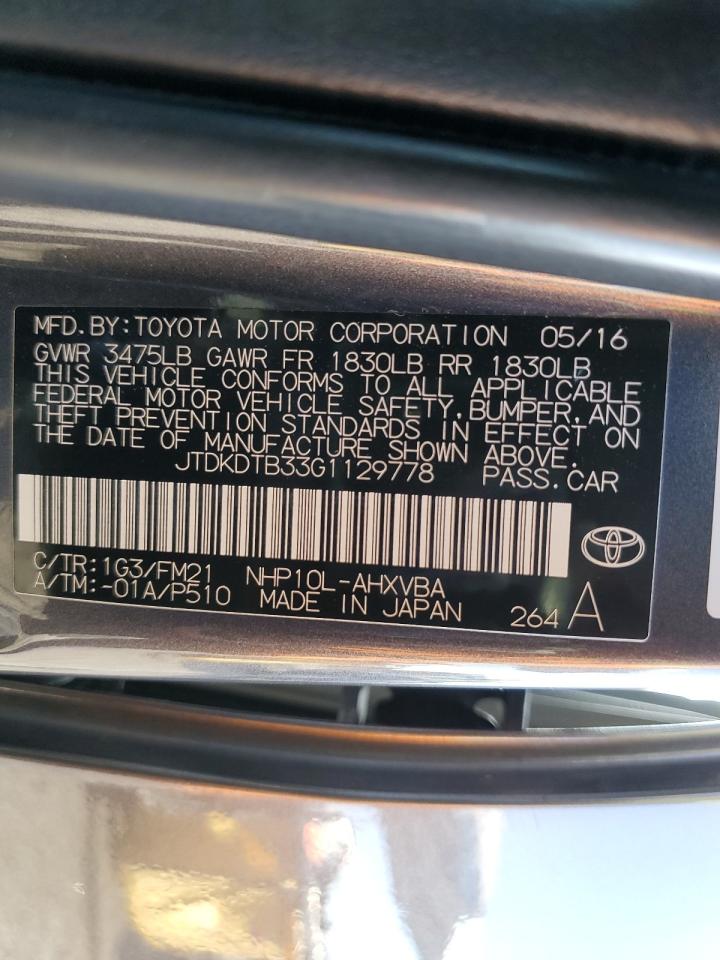 MFD.BY:TOYOTA MOTOR CORPORATION 05/16
GVWR 3475LB GAWR FR 1830LB RR 1830LB
THIS VEHICLE CONFORMS TO ALL APPLICABLE
FEDERAL MOTOR VEHICLE SAFETY,BUMPER,AND
THEFT PREVENTION STANDARDS IN EFFECT ON
THE DATE OF MANUFACTURE SHOWN ABOVE.
JTDKDTB33G1129778 PASS.CAR
C/TR:1G3/FM21 NHP10L-AHXVBA
A/TM:-01A/P510 MADE IN JAPAN 264 A